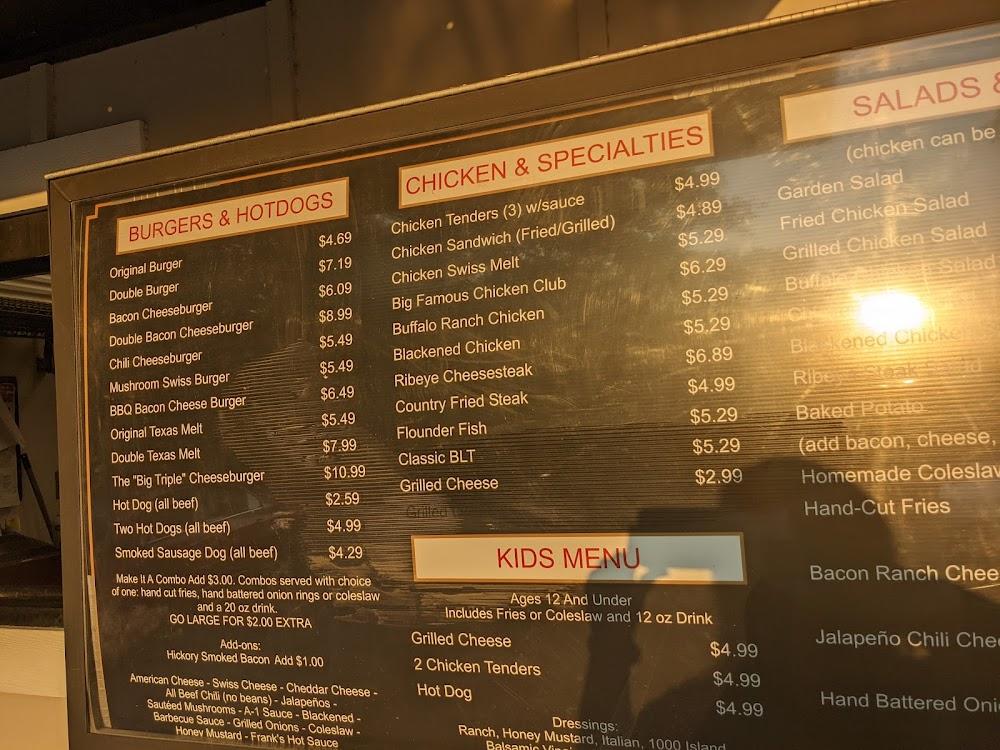 BURGERS & HOTDOGS
Original Burger $4.69
Double Burger $7.19
Bacon Cheeseburger $6.09
Double Bacon Cheeseburger $8.99
Chili Cheeseburger $5.49
Mushroom Swiss Burger $5.49
BBQ Bacon Cheese Burger $6.49
Original Texas Melt $5.49
Double Texas Melt $7.99
The "Big Triple" Cheeseburger $10.99
Hot Dog (all beef) $2.59
Two Hot Dogs (all beef) $4.99
Smoked Sausage Dog (all beef) $4.29
Make It A Combo Add $3.00. Combos served with choice
of one: hand cut fries, hand battered onion rings or coleslaw
and a 20 oz drink.
GO LARGE FOR $2.00 EXTRA
Add-ons:
Hickory Smoked Bacon Add $1.00
American Cheese - Swiss Cheese - Cheddar Cheese -
All Beef Chili (no beans) - Jalapeños -
Sautéed Mushrooms - A-1 Sauce - Blackened -
Barbecue Sauce - Grilled Onions - Coleslaw -
Honey Mustard - Frank's Hot Sauce
CHICKEN & SPECIALTIES
Chicken Tenders (3) w/sauce $4.99
Chicken Sandwich (Fried/Grilled) $4.89
Chicken Swiss Melt $5.29
Big Famous Chicken Club $6.29
Buffalo Ranch Chicken $5.29
Blackened Chicken $5.29
Ribeye Cheesesteak $6.89
Country Fried Steak $4.99
Flounder Fish $5.29
Classic BLT $5.29
Grilled Cheese $2.99
Grilled
KIDS MENU
Ages 12 And Under
Includes Fries or Coleslaw and 12 oz Drink
Grilled Cheese $4.99
2 Chicken Tenders $4.99
Hot Dog $4.99
Dressings:
Ranch, Honey Mustard, Italian, 1000 Island
Balsamic
SALADS &
(chicken can be
Garden Salad
Fried Chicken Salad
Grilled Chicken Salad
Salad
Blackened Chicken
Baked Potato
(add bacon, cheese,
Homemade Coleslaw
Hand-Cut Fries
Bacon Ranch Chee
Jalapeño Chili Chee
Hand Battered Oni